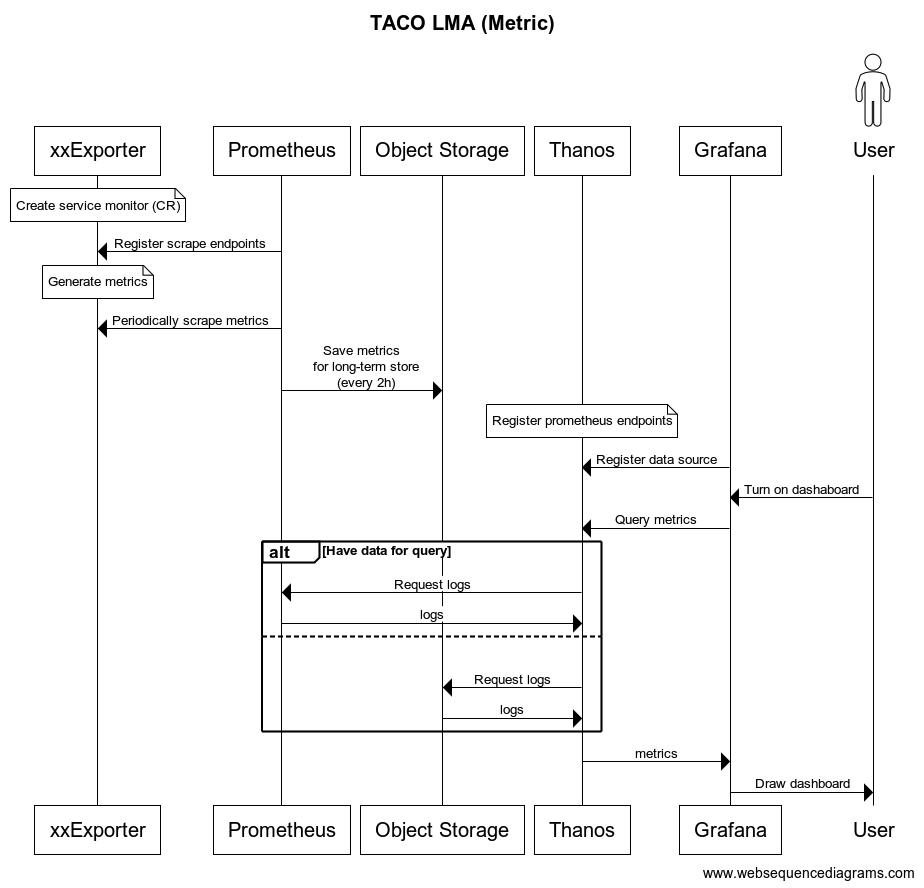 TACO LMA (Metric)
xxExporter
Prometheus
Object Storage
Thanos
Grafana
User
Create service monitor (CR)
Register scrape endpoints
Generate metrics
Periodically scrape metrics
Save metrics
for long-term store
(every 2h)
Register prometheus endpoints
Register data source
Turn on dashaboard
Query metrics
alt
[Have data for query]
Request logs
logs
Request logs
logs
metrics
Draw dashboard
xxExporter
Prometheus
Object Storage
Thanos
Grafana
User
www.websequencediagrams.com